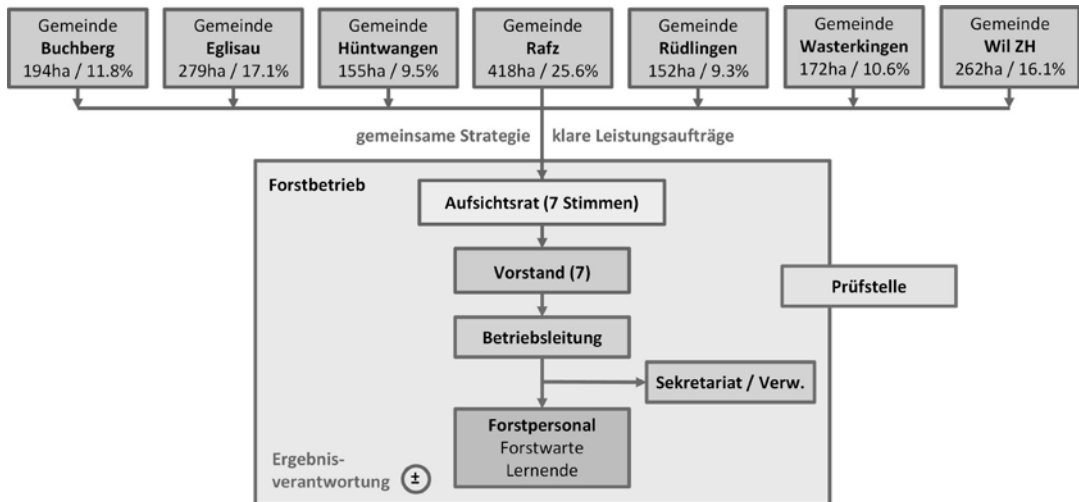 Gemeinde
Buchberg
194ha / 11.8%
Gemeinde
Eglisau
279ha / 17.1%
Gemeinde
Hüntwangen
155ha / 9.5%
Gemeinde
Rafz
418ha / 25.6%
Gemeinde
Rüdlingen
152ha / 9.3%
Gemeinde
Wasterkingen
172ha / 10.6%
Gemeinde
Wil ZH
262ha / 16.1%
gemeinsame Strategie
klare Leistungsaufträge
Forstbetrieb
Aufsichtsrat (7 Stimmen)
Vorstand (7)
Prüfstelle
Betriebsleitung
Sekretariat / Verw.
Forstpersonal
Forstwarte
Lernende
Ergebnis-
verantwortung ±